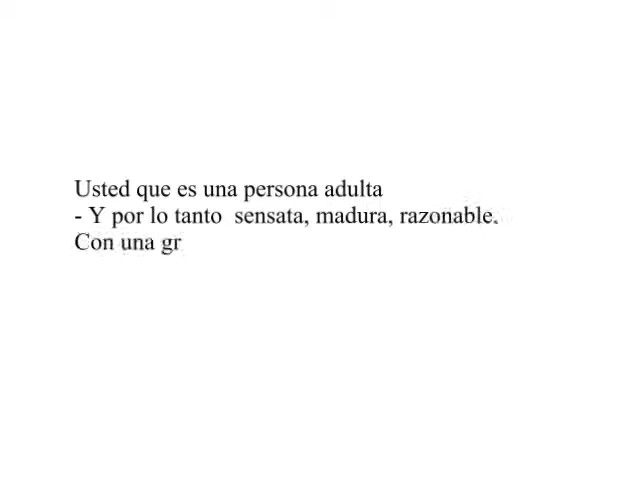 Usted que es una persona adulta
- Y por lo tanto  sensata, madura, razonable.
Con una gr